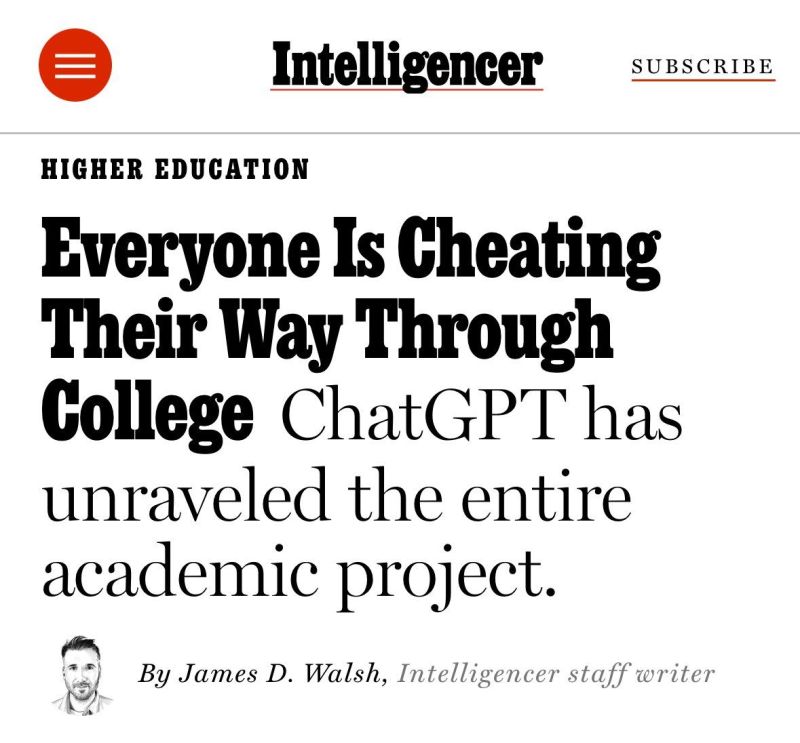 Intelligencer
SUBSCRIBE
HIGHER EDUCATION
Everyone Is Cheating
Their Way Through
College ChatGPT has
unraveled the entire
academic project.
By James D. Walsh, Intelligencer staff writer